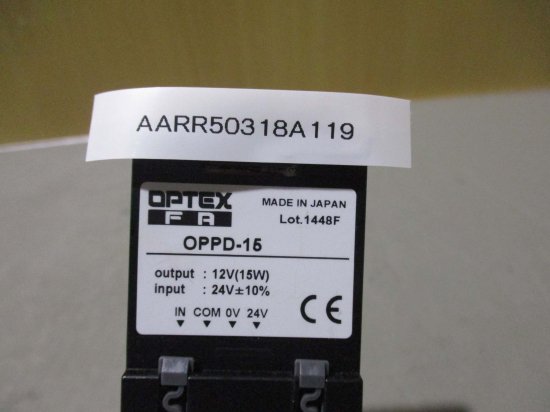 AARR50318A119
OPTEX
FA
MADE IN JAPAN
Lot.1448F
OPPD-15
output : 12V(15W)
input : 24V±10%
IN COM 0V 24V
CE